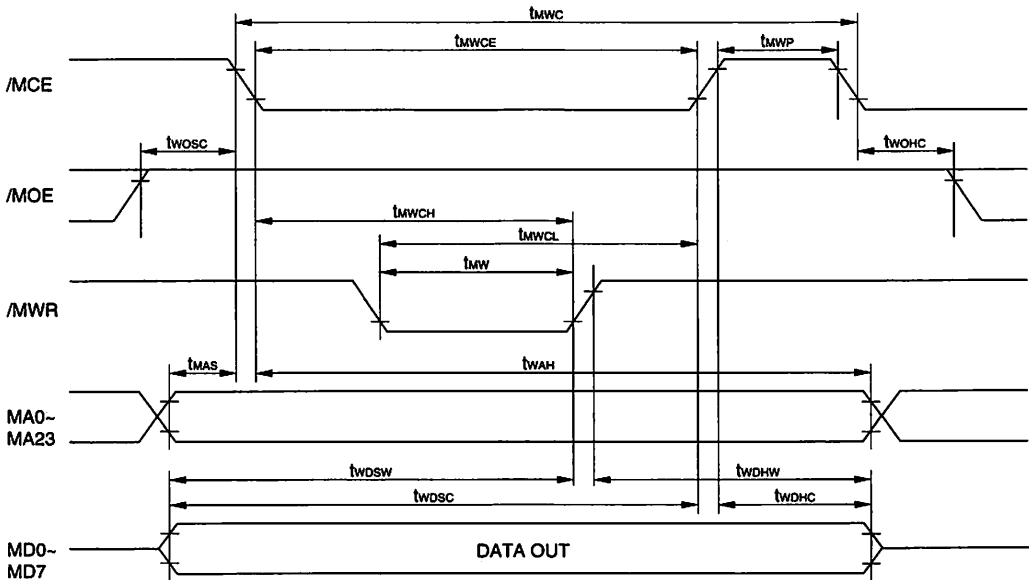 tMWC
tMWCE
tMWP
/MCE
tWOSC
tWOHC
/MOE
tMWCH
tMWCL
tMW
/MWR
tMAS
tWAH
MA0~
MA23
tWDSW
tWDHW
tWDSC
tWDHC
MD0~
MD7
DATA OUT